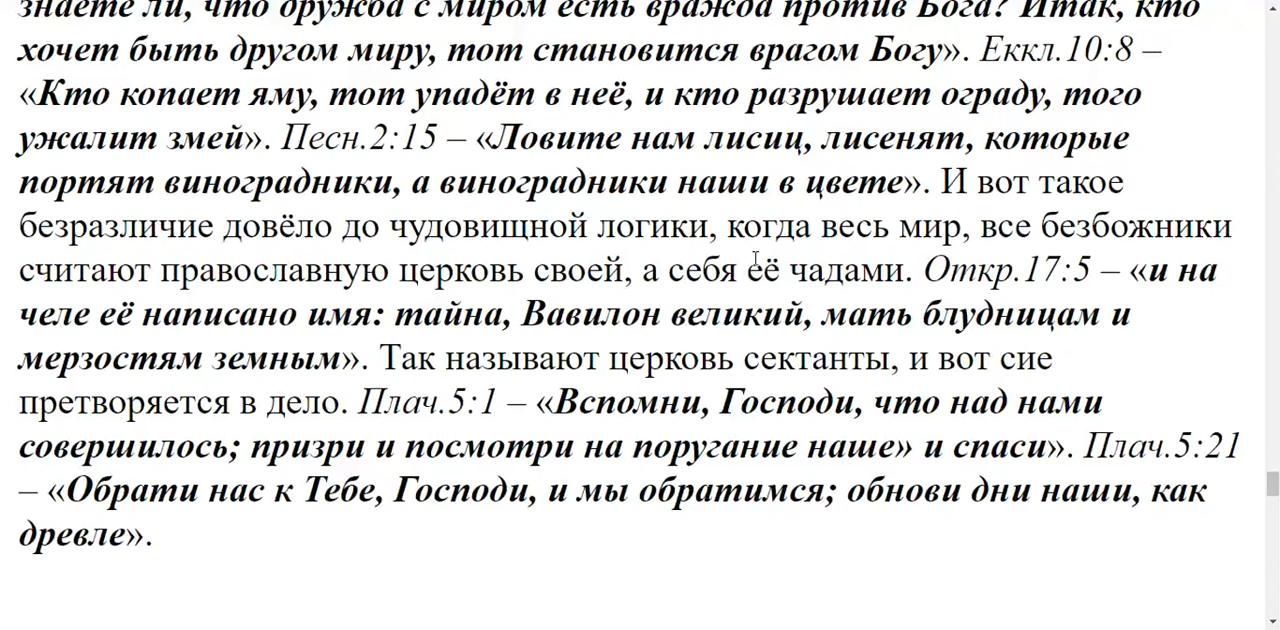 знаете ли, что дружба с миром есть вражда против Бога? Итак, кто
хочет быть другом миру, тот становится врагом Богу». Еккл.10:8 –
«Кто копает яму, тот упадёт в неё, и кто разрушает ограду, того
ужалит змей». Песн.2:15 – «Ловите нам лисиц, лисенят, которые
портят виноградники, а виноградники наши в цвете». И вот такое
безразличие довёло до чудовищной логики, когда весь мир, все безбожники
считают православную церковь своей, а себя её чадами. Откр.17:5 – «и на
челе её написано имя: тайна, Вавилон великий, мать блудницам и
мерзостям земным». Так называют церковь сектанты, и вот сие
претворяется в дело. Плач.5:1 – «Вспомни, Господи, что над нами
совершилось; призри и посмотри на поругание наше» и спаси». Плач.5:21
– «Обрати нас к Тебе, Господи, и мы обратимся; обнови дни наши, как
древле».